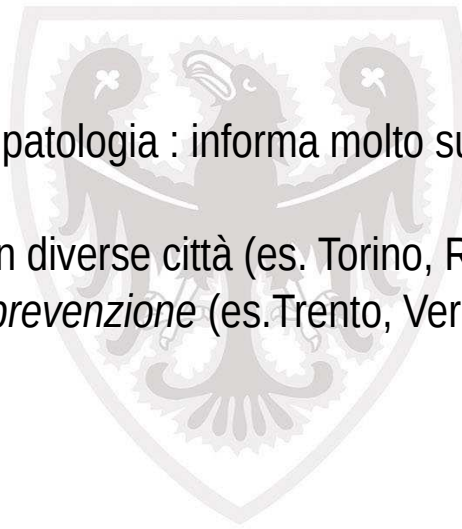 patologia : informa molto su
n diverse città (es. Torino, R
prevenzione (es.Trento, Ver